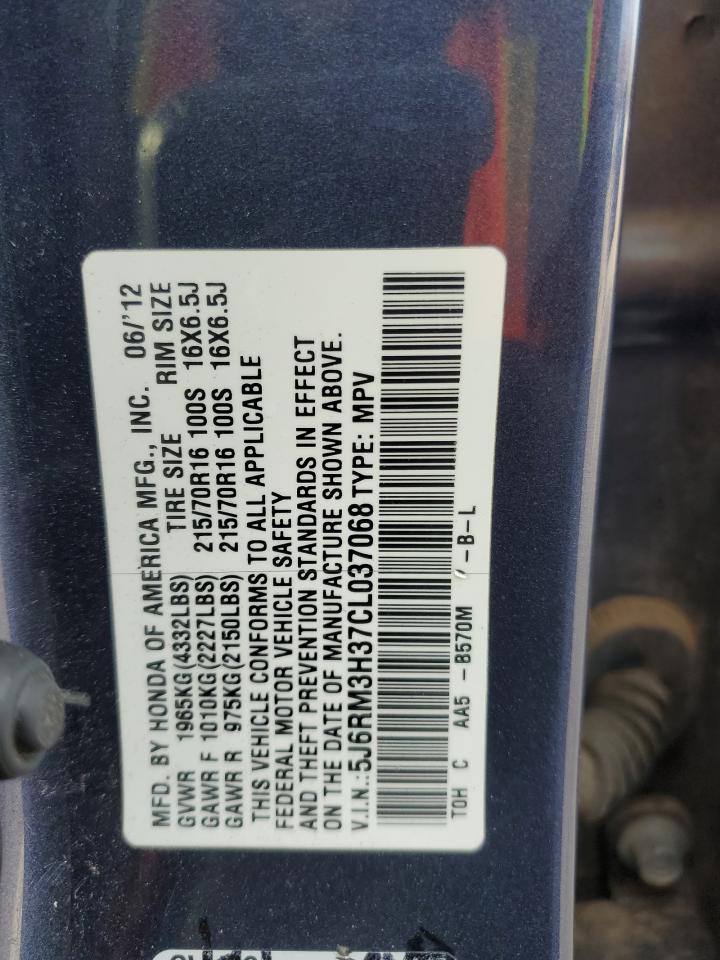 MFD. BY HONDA OF AMERICA MFG., INC. 06/'12
TIRE SIZE RIM SIZE
GVWR 1965KG(4332LBS)
GAWR F 1010KG(2227LBS) 215/70R16 100S 16X6.5J
GAWR R 975KG(2150LBS) 215/70R16 100S 16X6.5J
THIS VEHICLE CONFORMS TO ALL APPLICABLE
FEDERAL MOTOR VEHICLE SAFETY
AND THEFT PREVENTION STANDARDS IN EFFECT
ON THE DATE OF MANUFACTURE SHOWN ABOVE.
V.I.N.:5J6RM3H37CL037068 TYPE: MPV
TOH C AA5 -B570M -B-L